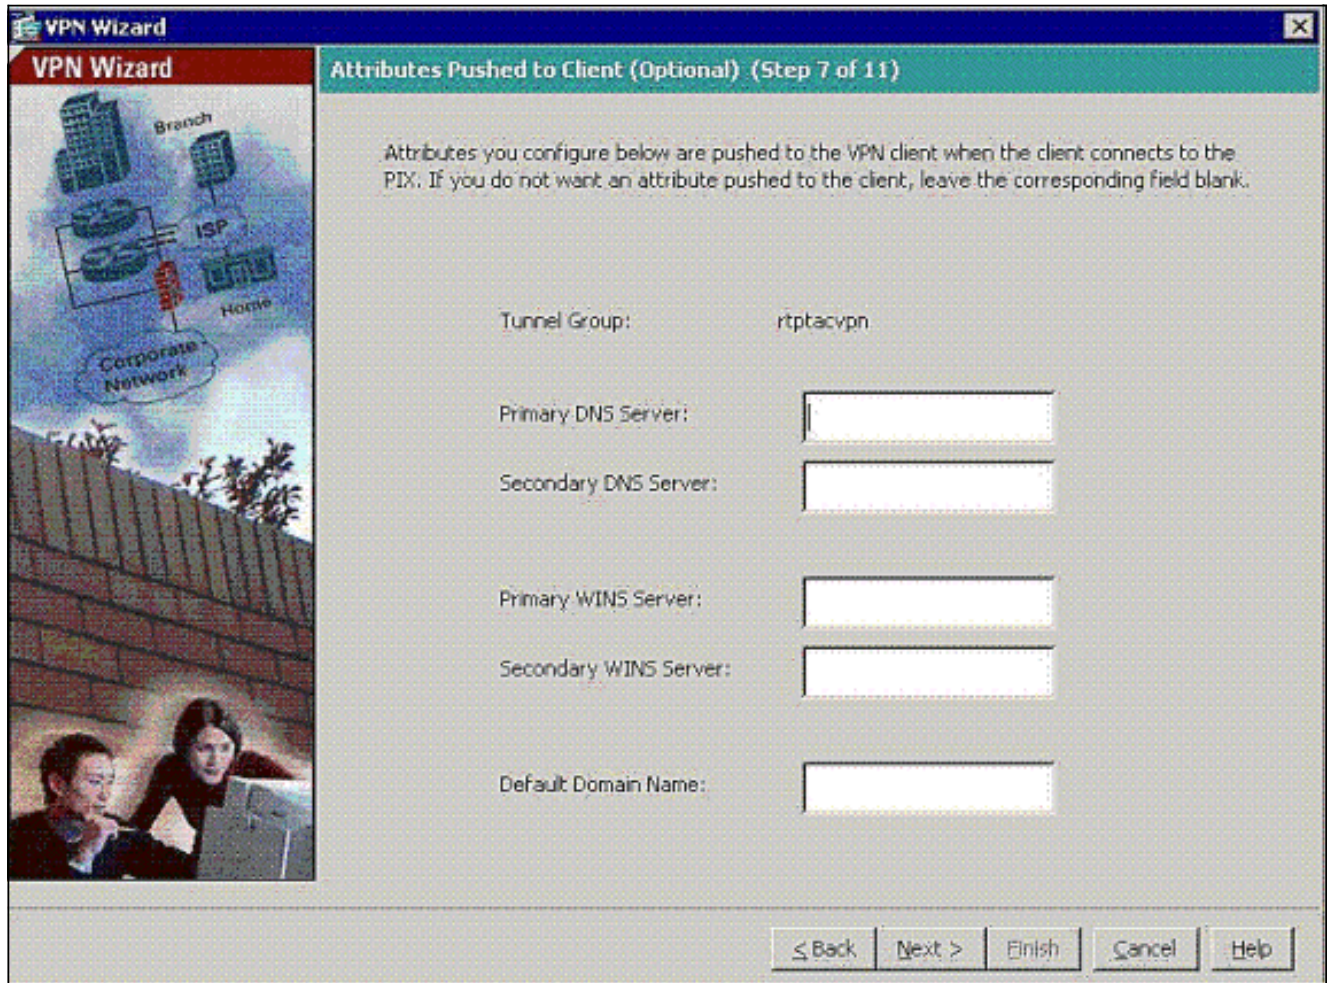 VPN Wizard
VPN Wizard
Attributes Pushed to Client (Optional) (Step 7 of 11)
Branch
ISP
Home
Corporate
Network
Attributes you configure below are pushed to the VPN client when the client connects to the
PIX. If you do not want an attribute pushed to the client, leave the corresponding field blank.
Tunnel Group: rtptacvpn
Primary DNS Server:
Secondary DNS Server:
Primary WINS Server:
Secondary WINS Server:
Default Domain Name:
< Back Next > Finish Cancel Help